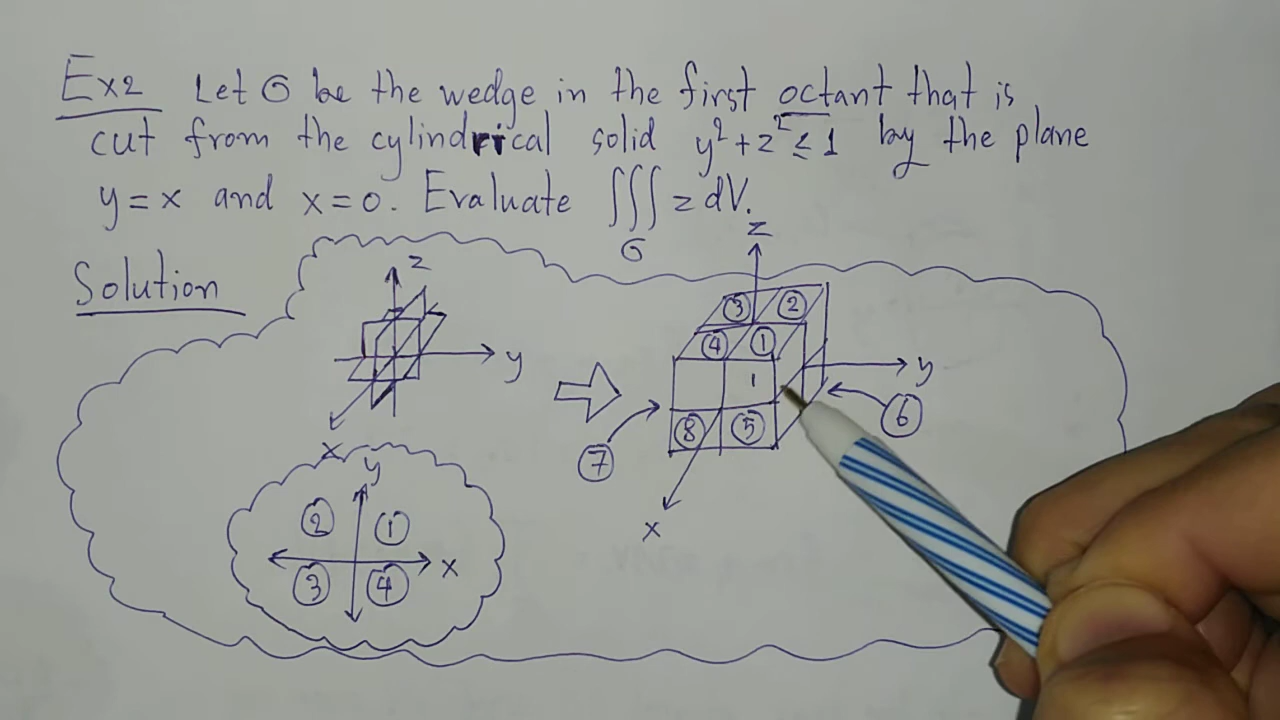 Ex2 Let G be the wedge in the first octant that is
cut from the cylindrical solid y²+z²≤1 by the plane
y=x and x=0. Evaluate ∭ z dV.
G
Solution
z
y
x
z
③ ②
④ ①
1
y
⑧ ⑤
⑥
⑦
x
y
② ①
x
③ ④